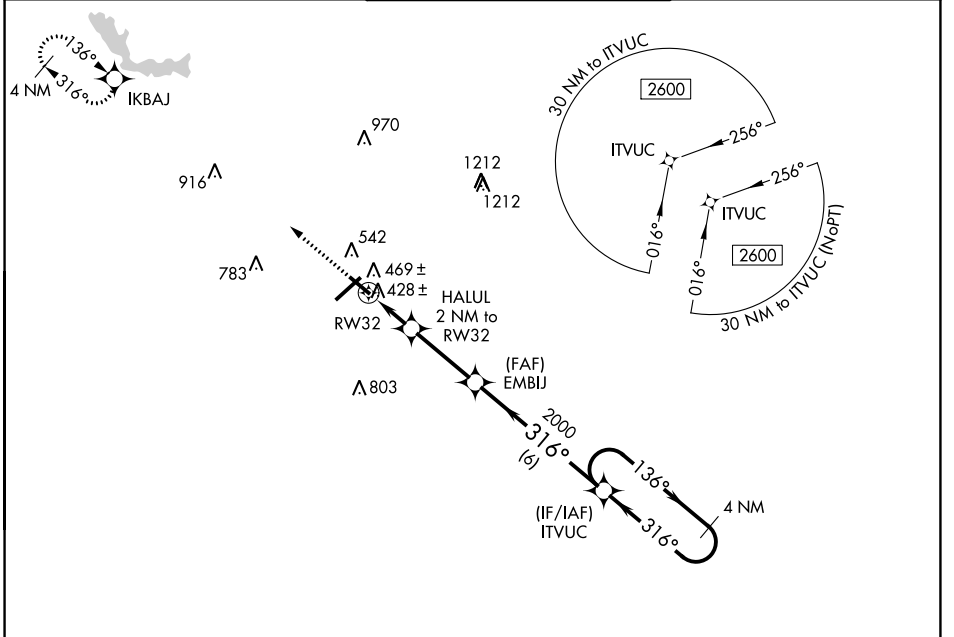 136°
316°
4 NM
IKBAJ
970
916
1212
1212
542
783
469 ±
428 ±
RW32
HALUL
2 NM to
RW32
(FAF)
EMBIJ
803
2000
316°
(6)
(IF/IAF)
ITVUC
136°
316°
4 NM
30 NM to ITVUC
2600
ITVUC
256°
016°
256°
ITVUC
2600
016°
30 NM to ITVUC (NoPT)